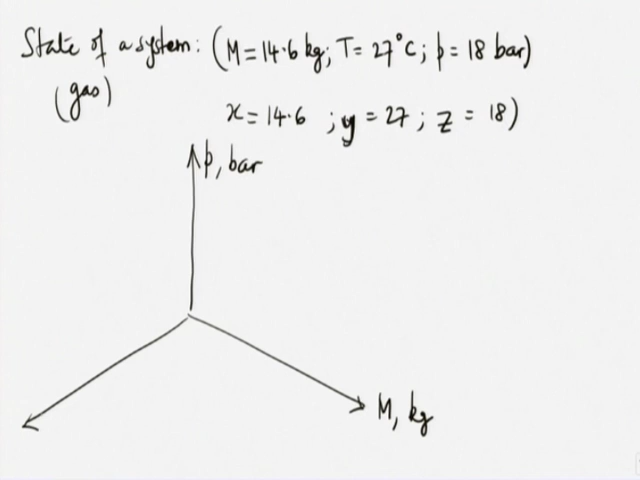 State of a system: (M = 14.6 kg; T = 27°C; p = 18 bar)
(gas)
x = 14.6 ; y = 27 ; z = 18)
p, bar
M, kg